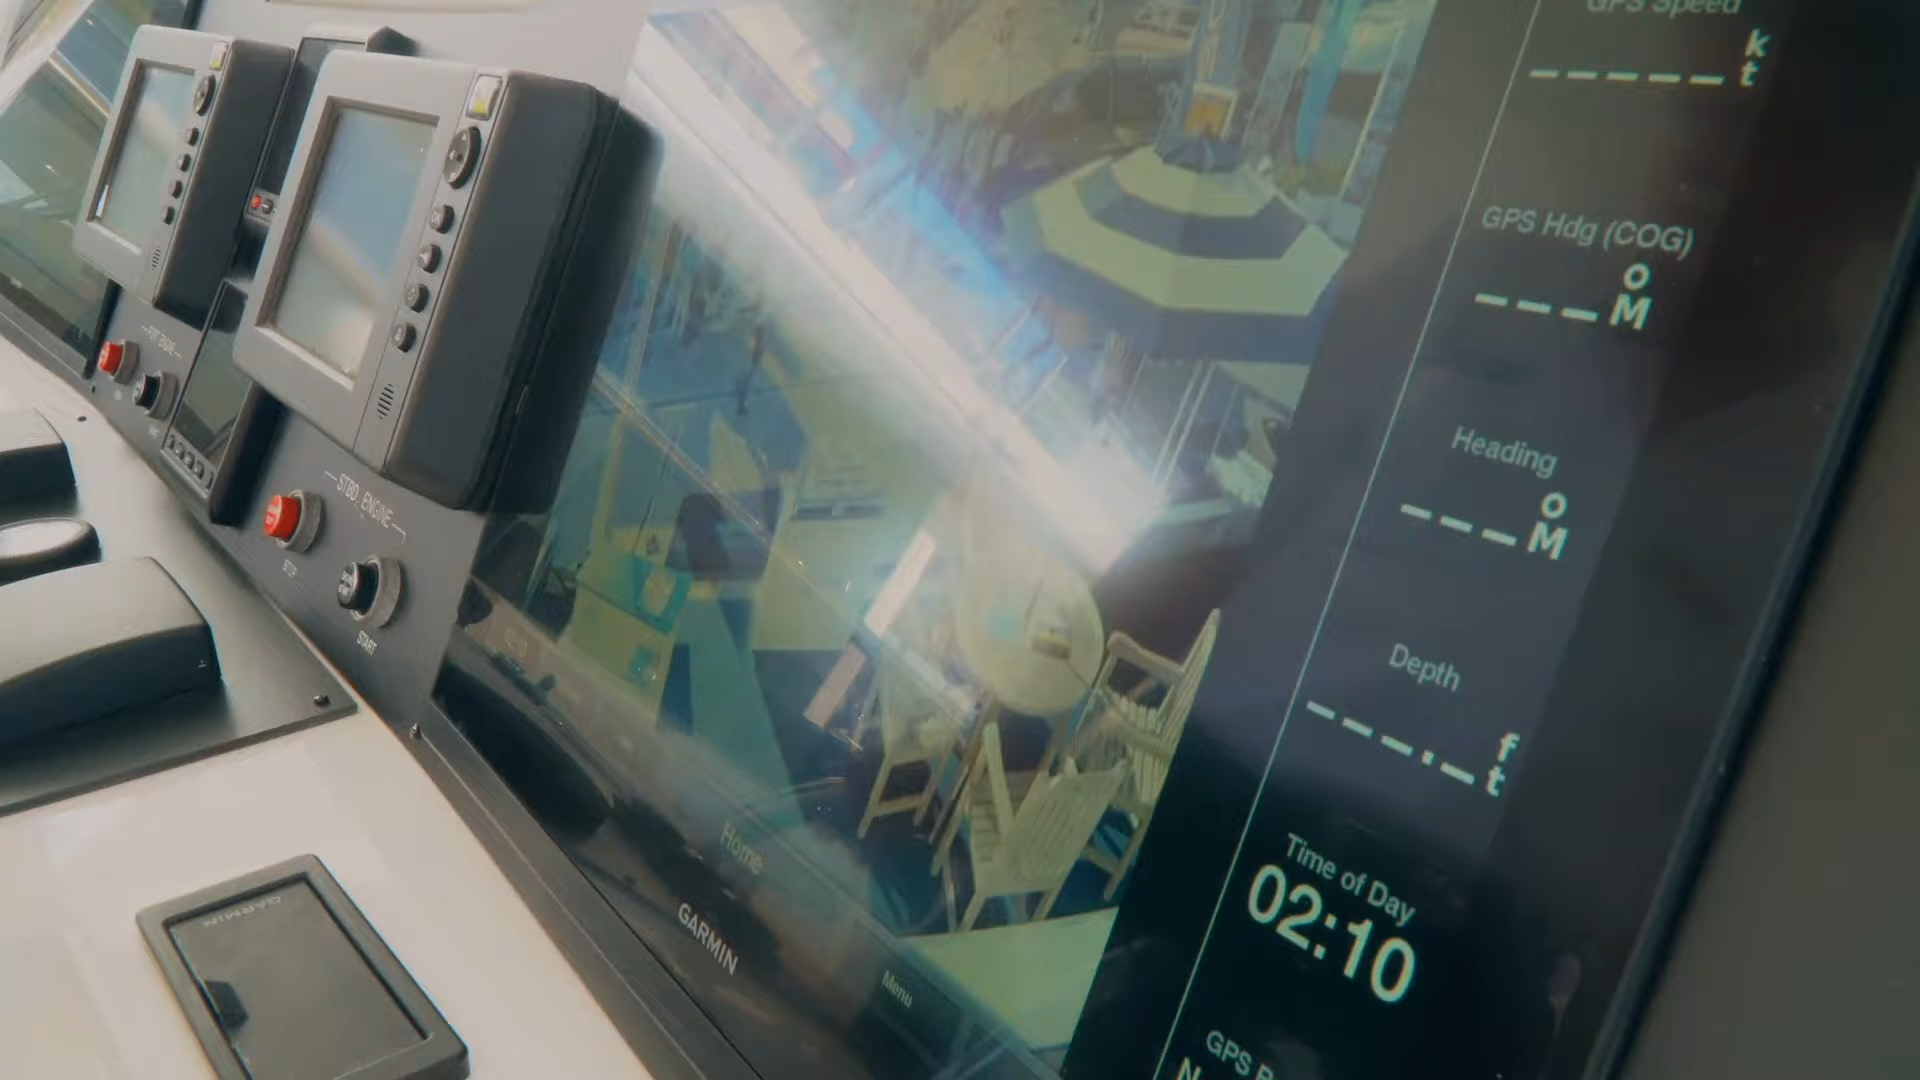 GPS Speed
-----kt
GPS Hdg (COG)
---°M
Heading
---°M
Depth
---.-ft
Time of Day
02:10
GPS
N
STBD ENGINE
STOP
START
Home
GARMIN
Menu
GARMIN